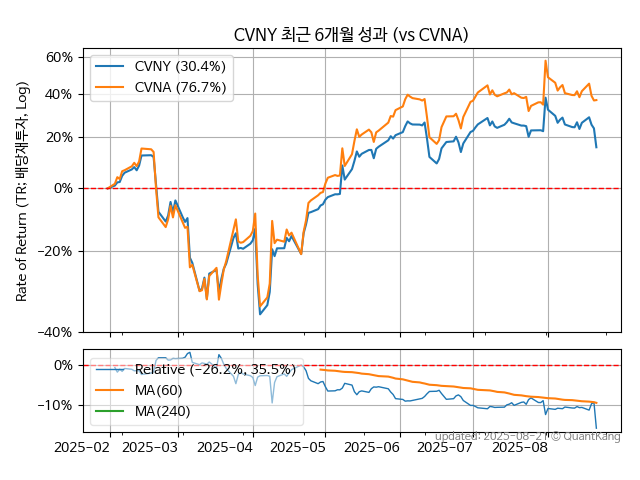 CVNY 최근 6개월 성과 (vs CVNA)
Rate of Return (TR: 배당재투자, Log)
60%
40%
20%
0%
−20%
−40%
CVNY (30.4%)
CVNA (76.7%)
0%
−10%
Relative (−26.2%, 35.5%)
MA(60)
MA(240)
2025−02 2025−03 2025−04 2025−05 2025−06 2025−07 2025−08
updated: 2025−08−21 © QuantKang